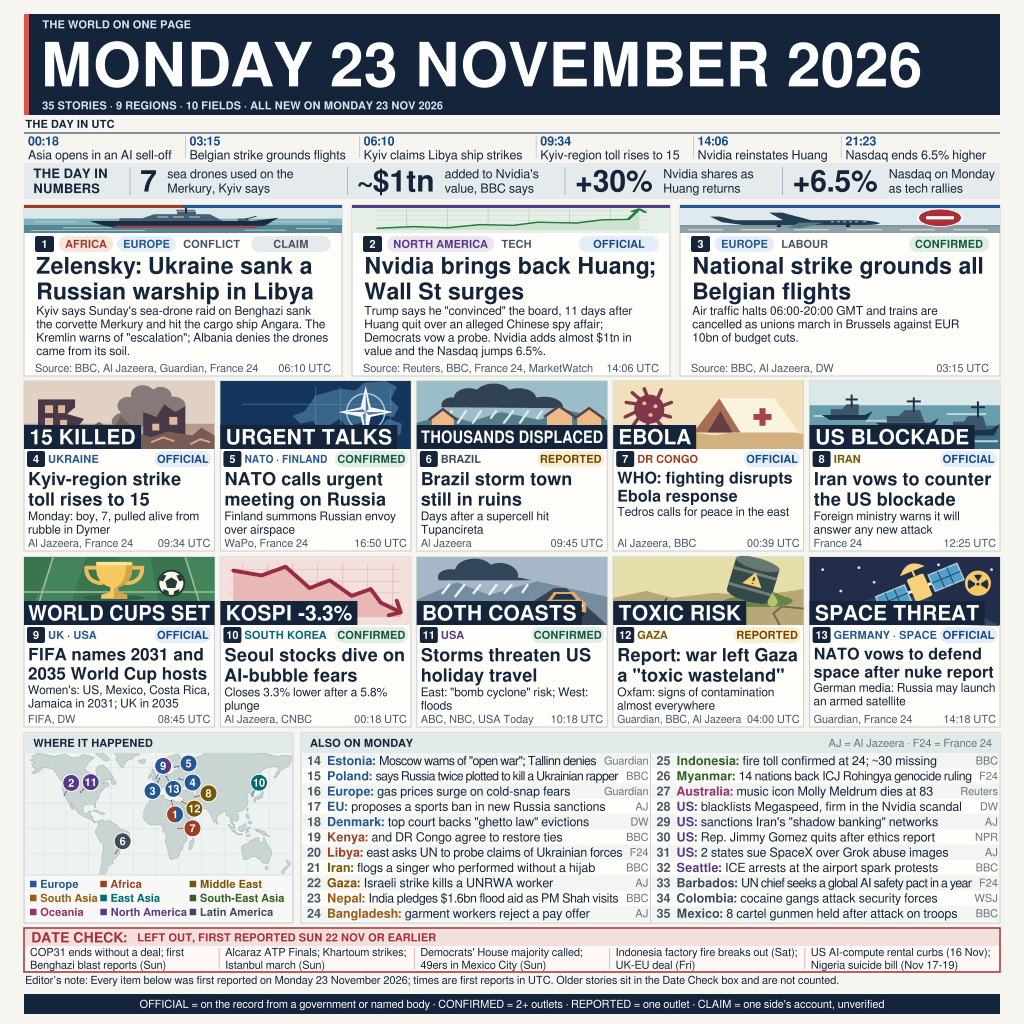 THE WORLD ON ONE PAGE
MONDAY 23 NOVEMBER 2026
35 STORIES · 9 REGIONS · 10 FIELDS · ALL NEW ON MONDAY 23 NOV 2026
THE DAY IN UTC
00:18
Asia opens in an AI sell-off
03:15
Belgian strike grounds flights
06:10
Kyiv claims Libya ship strikes
09:34
Kyiv-region toll rises to 15
14:06
Nvidia reinstates Huang
21:23
Nasdaq ends 6.5% higher
THE DAY IN
NUMBERS
7
sea drones used on the
Merkury, Kyiv says
~$1tn
added to Nvidia's
value, BBC says
+30%
Nvidia shares as
Huang returns
+6.5%
Nasdaq on Monday
as tech rallies
1 AFRICA EUROPE CONFLICT CLAIM
Zelensky: Ukraine sank a
Russian warship in Libya
Kyiv says Sunday's sea-drone raid on Benghazi sank
the corvette Merkury and hit the cargo ship Angara. The
Kremlin warns of "escalation"; Albania denies the drones
came from its soil.
Source: BBC, Al Jazeera, Guardian, France 24 06:10 UTC
2 NORTH AMERICA TECH OFFICIAL
Nvidia brings back Huang;
Wall St surges
Trump says he "convinced" the board, 11 days after
Huang quit over an alleged Chinese spy affair;
Democrats vow a probe. Nvidia adds almost $1tn in
value and the Nasdaq jumps 6.5%.
Source: Reuters, BBC, France 24, MarketWatch 14:06 UTC
3 EUROPE LABOUR CONFIRMED
National strike grounds all
Belgian flights
Air traffic halts 06:00-20:00 GMT and trains are
cancelled as unions march in Brussels against EUR
10bn of budget cuts.
Source: BBC, Al Jazeera, DW 03:15 UTC
15 KILLED
4 UKRAINE OFFICIAL
Kyiv-region strike
toll rises to 15
Monday: boy, 7, pulled alive from
rubble in Dymer
Al Jazeera, France 24 09:34 UTC
URGENT TALKS
5 NATO · FINLAND CONFIRMED
NATO calls urgent
meeting on Russia
Finland summons Russian envoy
over airspace
WaPo, France 24 16:50 UTC
THOUSANDS DISPLACED
6 BRAZIL REPORTED
Brazil storm town
still in ruins
Days after a supercell hit
Tupancireta
Al Jazeera 09:45 UTC
EBOLA
7 DR CONGO OFFICIAL
WHO: fighting disrupts
Ebola response
Tedros calls for peace in the east
Al Jazeera, BBC 00:39 UTC
US BLOCKADE
8 IRAN OFFICIAL
Iran vows to counter
the US blockade
Foreign ministry warns it will
answer any new attack
France 24 12:25 UTC
WORLD CUPS SET
9 UK · USA OFFICIAL
FIFA names 2031 and
2035 World Cup hosts
Women's: US, Mexico, Costa Rica,
Jamaica in 2031; UK in 2035
FIFA, DW 08:45 UTC
KOSPI -3.3%
10 SOUTH KOREA CONFIRMED
Seoul stocks dive on
AI-bubble fears
Closes 3.3% lower after a 5.8%
plunge
Al Jazeera, CNBC 00:18 UTC
BOTH COASTS
11 USA CONFIRMED
Storms threaten US
holiday travel
East: "bomb cyclone" risk; West:
floods
ABC, NBC, USA Today 10:18 UTC
TOXIC RISK
12 GAZA REPORTED
Report: war left Gaza
a "toxic wasteland"
Oxfam: signs of contamination
almost everywhere
Guardian, BBC, Al Jazeera 04:00 UTC
SPACE THREAT
13 GERMANY · SPACE OFFICIAL
NATO vows to defend
space after nuke report
German media: Russia may launch
an armed satellite
Guardian, France 24 14:18 UTC
WHERE IT HAPPENED
9 5
2 11 3 13 4 8 10
12
1
7
6
Europe Africa Middle East
South Asia East Asia South-East Asia
Oceania North America Latin America
ALSO ON MONDAY AJ = Al Jazeera · F24 = France 24
14 Estonia: Moscow warns of "open war"; Tallinn denies Guardian
15 Poland: says Russia twice plotted to kill a Ukrainian rapper BBC
16 Europe: gas prices surge on cold-snap fears Guardian
17 EU: proposes a sports ban in new Russia sanctions AJ
18 Denmark: top court backs "ghetto law" evictions DW
19 Kenya: and DR Congo agree to restore ties BBC
20 Libya: east asks UN to probe claims of Ukrainian forces F24
21 Iran: flogs a singer who performed without a hijab BBC
22 Gaza: Israeli strike kills a UNRWA worker AJ
23 Nepal: India pledges $1.6bn flood aid as PM Shah visits BBC
24 Bangladesh: garment workers reject a pay offer AJ
25 Indonesia: fire toll confirmed at 24; ~30 missing BBC
26 Myanmar: 14 nations back ICJ Rohingya genocide ruling F24
27 Australia: music icon Molly Meldrum dies at 83 Reuters
28 US: blacklists Megaspeed, firm in the Nvidia scandal DW
29 US: sanctions Iran's "shadow banking" networks AJ
30 US: Rep. Jimmy Gomez quits after ethics report NPR
31 US: 2 states sue SpaceX over Grok abuse images AJ
32 Seattle: ICE arrests at the airport spark protests BBC
33 Barbados: UN chief seeks a global AI safety pact in a year F24
34 Colombia: cocaine gangs attack security forces WSJ
35 Mexico: 8 cartel gunmen held after attack on troops BBC
DATE CHECK: LEFT OUT, FIRST REPORTED SUN 22 NOV OR EARLIER
COP31 ends without a deal; first
Benghazi blast reports (Sun)
Alcaraz ATP Finals; Khartoum strikes;
Istanbul march (Sun)
Democrats' House majority called;
49ers in Mexico City (Sun)
Indonesia factory fire breaks out (Sat);
UK-EU deal (Fri)
US AI-compute rental curbs (16 Nov);
Nigeria suicide bill (Nov 17-19)
Editor's note: Every item below was first reported on Monday 23 November 2026; times are first reports in UTC. Older stories sit in the Date Check box and are not counted.
OFFICIAL = on the record from a government or named body · CONFIRMED = 2+ outlets · REPORTED = one outlet · CLAIM = one side's account, unverified